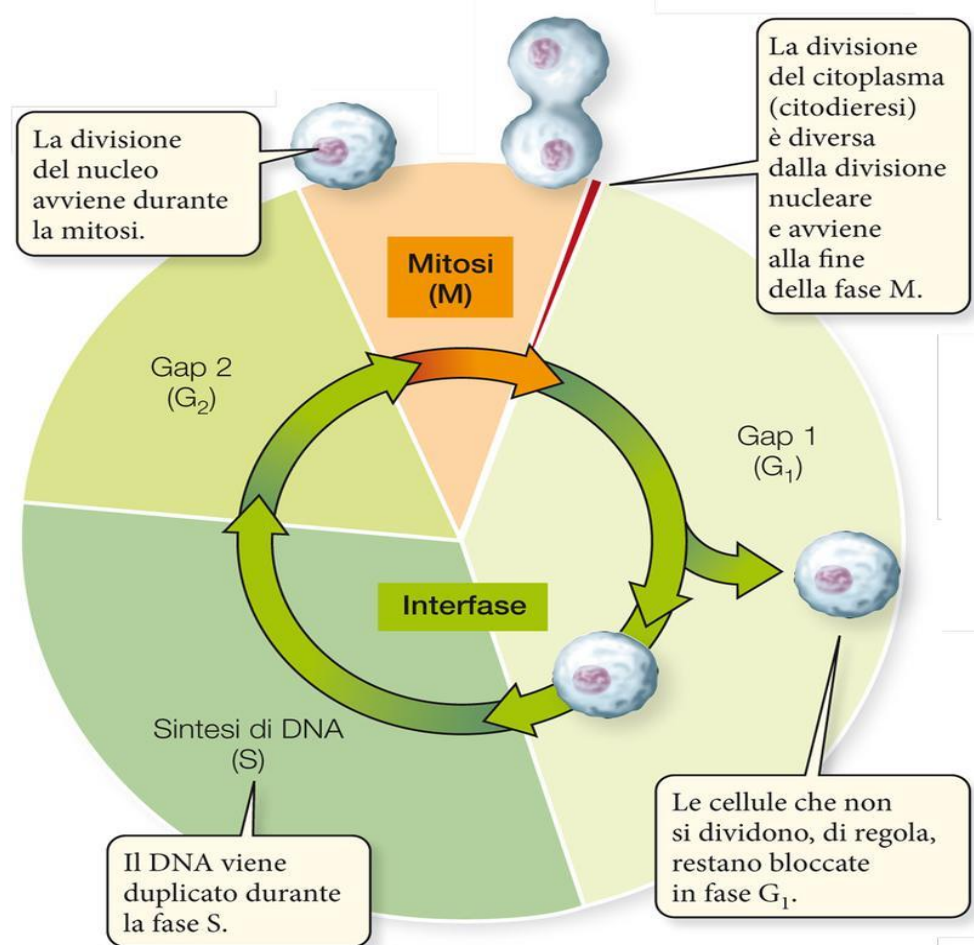 La divisione
del nucleo
avviene durante
la mitosi.
La divisione
del citoplasma
(citodieresi)
è diversa
dalla divisione
nucleare
e avviene
alla fine
della fase M.
Mitosi
(M)
Gap 2
(G₂)
Gap 1
(G₁)
Interfase
Sintesi di DNA
(S)
Il DNA viene
duplicato durante
la fase S.
Le cellule che non
si dividono, di regola,
restano bloccate
in fase G₁.